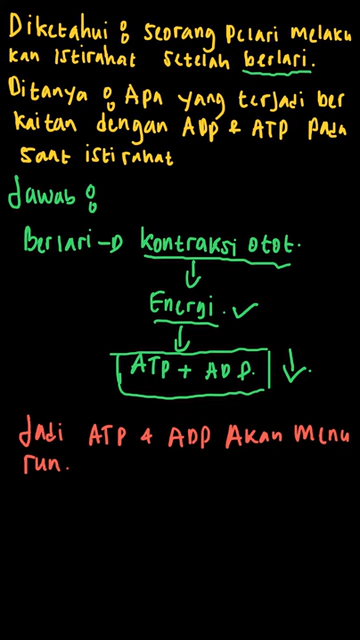 Diketahui : seorang pelari melaku
kan istirahat setelah berlari.
Ditanya : Apa yang terjadi ber
kaitan dengan ADP & ATP pada
saat istirahat
Jawab :
Berlari → kontraksi otot.
Energi. ✓
ATP + ADP. ↓.
Jadi ATP & ADP Akan Menu
run.